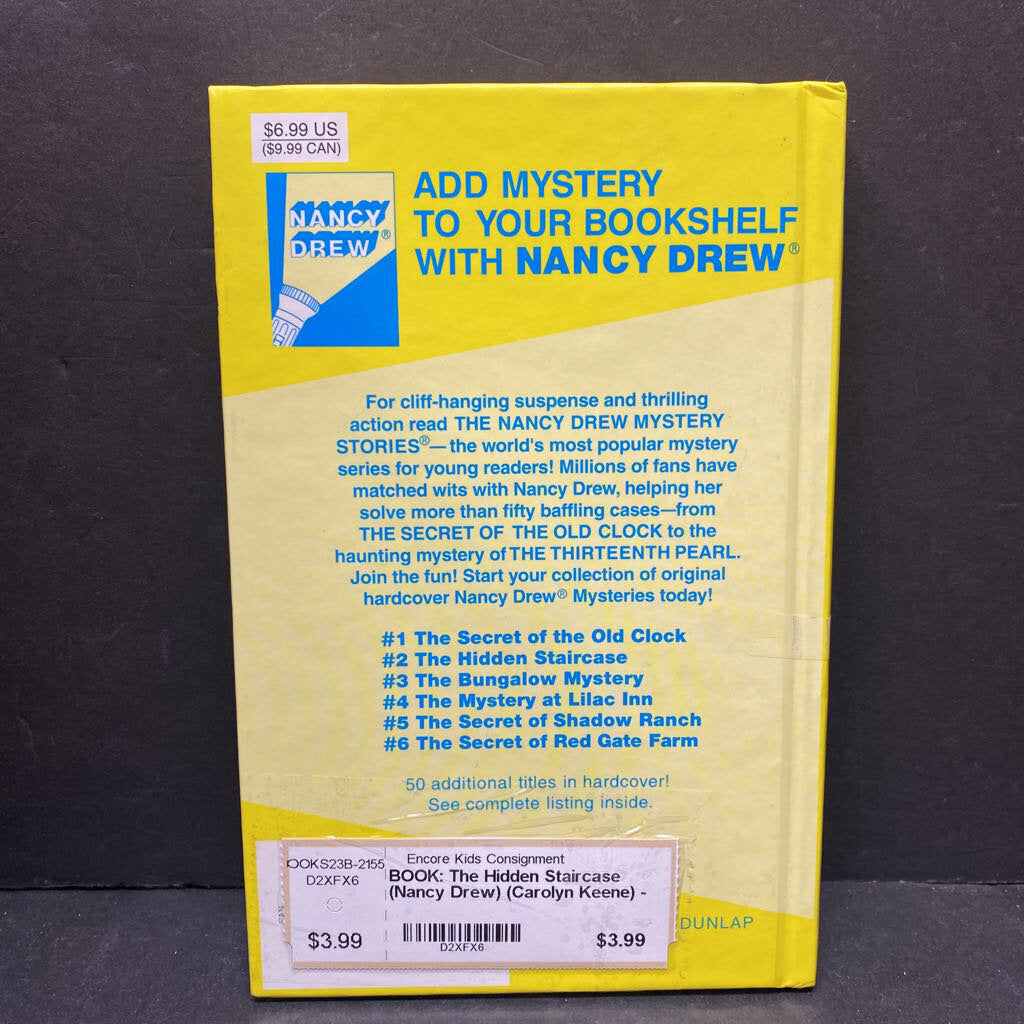 $6.99 US
($9.99 CAN)
NANCY
DREW®
ADD MYSTERY
TO YOUR BOOKSHELF
WITH NANCY DREW®
For cliff-hanging suspense and thrilling
action read THE NANCY DREW MYSTERY
STORIES®—the world's most popular mystery
series for young readers! Millions of fans have
matched wits with Nancy Drew, helping her
solve more than fifty baffling cases—from
THE SECRET OF THE OLD CLOCK to the
haunting mystery of THE THIRTEENTH PEARL.
Join the fun! Start your collection of original
hardcover Nancy Drew® Mysteries today!
#1 The Secret of the Old Clock
#2 The Hidden Staircase
#3 The Bungalow Mystery
#4 The Mystery at Lilac Inn
#5 The Secret of Shadow Ranch
#6 The Secret of Red Gate Farm
50 additional titles in hardcover!
See complete listing inside.
OOKS23B-2155
D2XFX6
$3.99
Encore Kids Consignment
BOOK: The Hidden Staircase
(Nancy Drew) (Carolyn Keene) -
D2XFX6
$3.99
DUNLAP